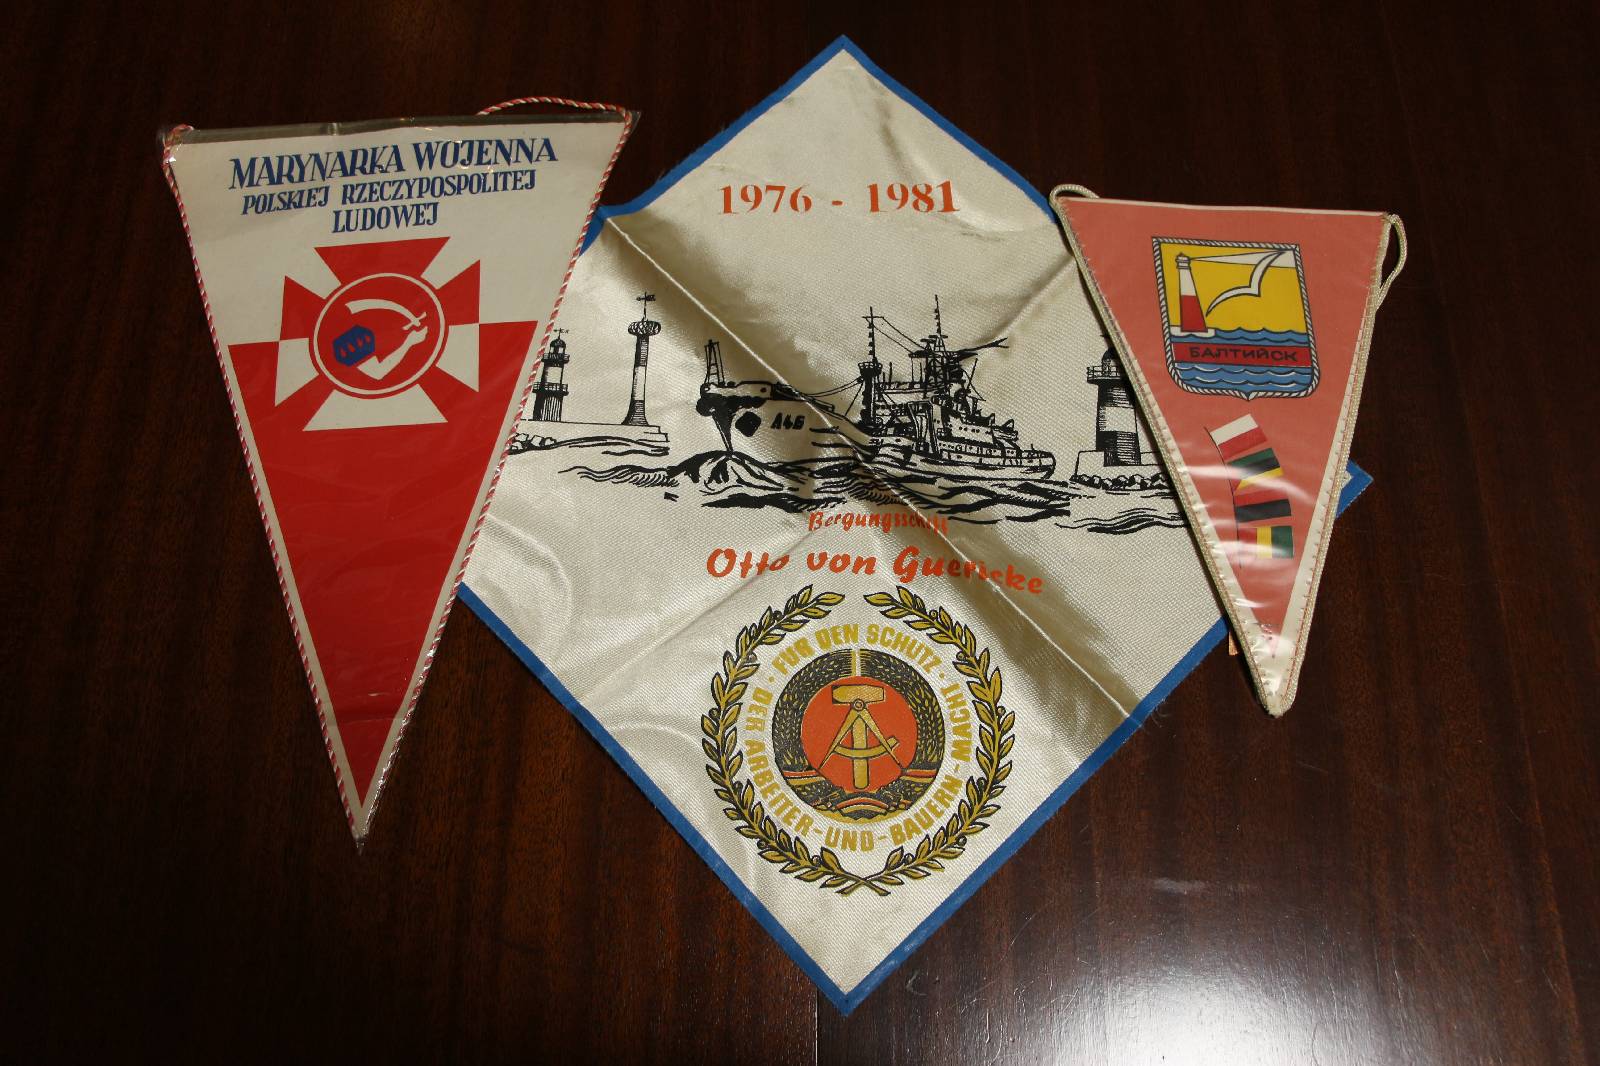 MARYNARKA WOJENNA
POLSKIEJ RZECZYPOSPOLITEJ
LUDOWEJ
1976 - 1981
A46
Bergungsschiff
Otto von Guericke
FÜR DEN SCHUTZ · DER ARBEITER-UND-BAUERN-MACHT ·
БАЛТИЙСК